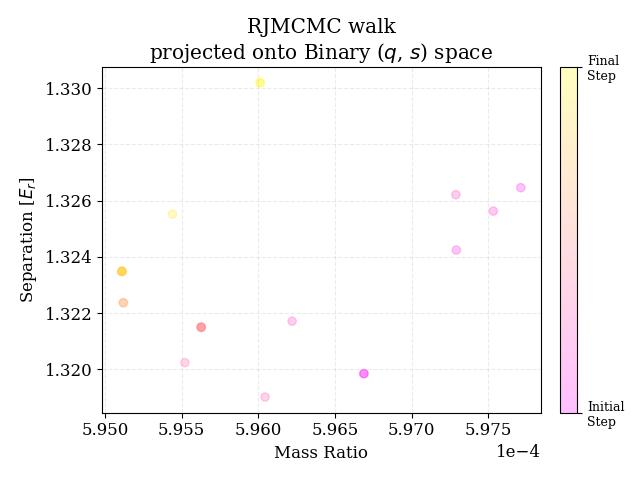 RJMCMC walk
projected onto Binary (q, s) space
Final
Step
1.330
1.328
1.326
1.324
1.322
1.320
Separation [E_r]
5.950 5.955 5.960 5.965 5.970 5.975
1e−4
Mass Ratio
Initial
Step